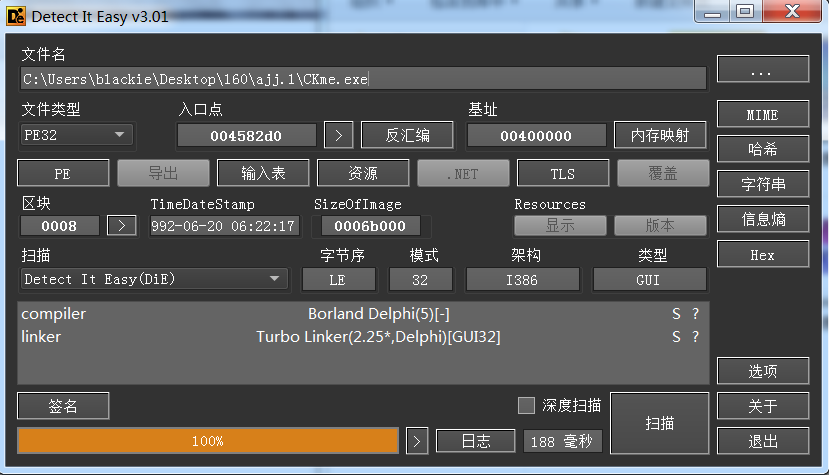 Detect It Easy v3.01
文件名
C:\Users\blackie\Desktop\160\ajj.1\CKme.exe
...
文件类型 入口点 基址
PE32 004582d0 > 反汇编 00400000 内存映射 MIME
哈希
PE 导出 输入表 资源 .NET TLS 覆盖 字符串
区块 TimeDateStamp SizeOfImage Resources
0008 > 992-06-20 06:22:17 0006b000 显示 版本 信息熵
扫描 字节序 模式 架构 类型 Hex
Detect It Easy(DiE) LE 32 I386 GUI
compiler Borland Delphi(5)[-] S ?
linker Turbo Linker(2.25*,Delphi)[GUI32] S ?
选项
签名 深度扫描 扫描 关于
100% > 日志 188 毫秒 退出